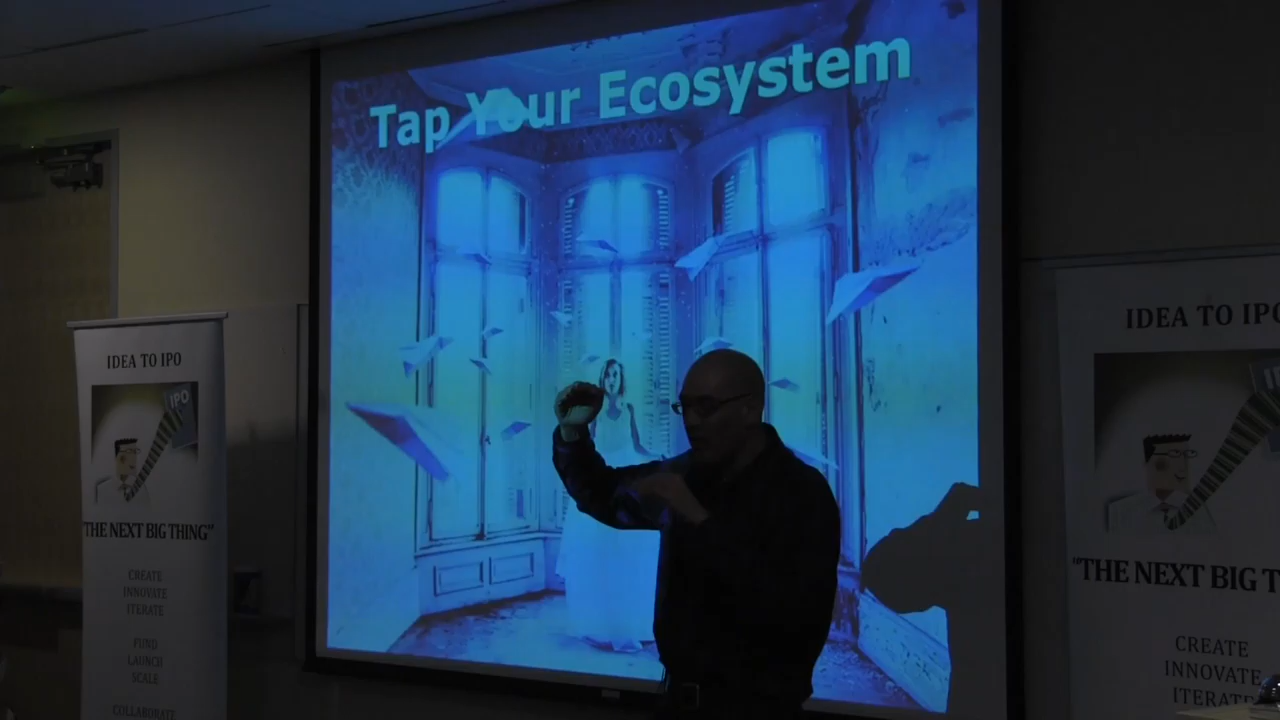 Tap Your Ecosystem
IDEA TO IPO
IPO
"THE NEXT BIG THING"
CREATE
INNOVATE
ITERATE
FUND
LAUNCH
SCALE
COLLABORATE
IDEA TO IPO
"THE NEXT BIG T
CREATE
INNOVATE
ITERATE